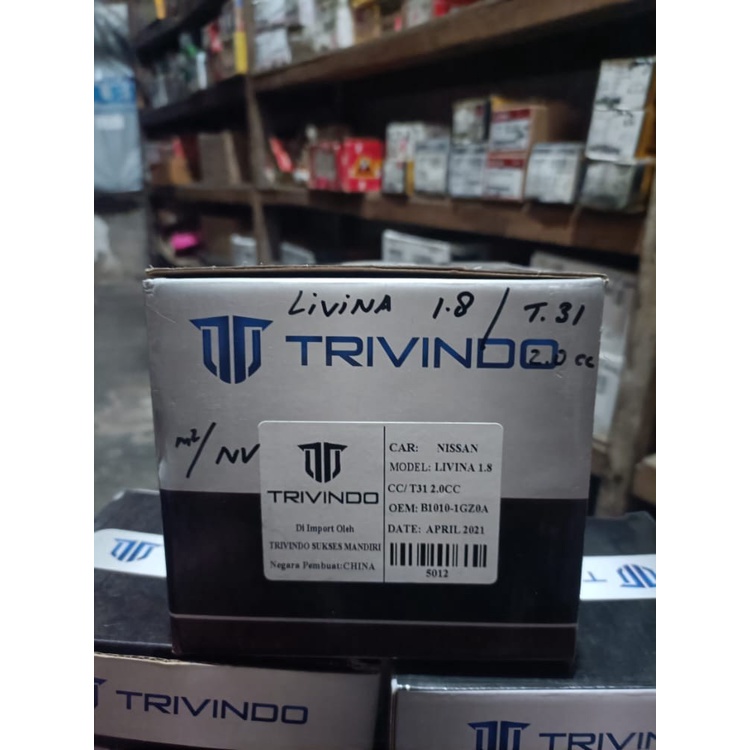 LiViNA 1.8 / T.31
TRIVINDO
2.0 cc
m²/NV
TRIVINDO
Di Import Oleh
TRIVINDO SUKSES MANDIRI
Negara Pembuat:CHINA
CAR: NISSAN
MODEL: LIVINA 1.8
CC/ T31 2.0CC
OEM: B1010-1GZ0A
DATE: APRIL 2021
5012
T
TRIVINDO
TRIVIN